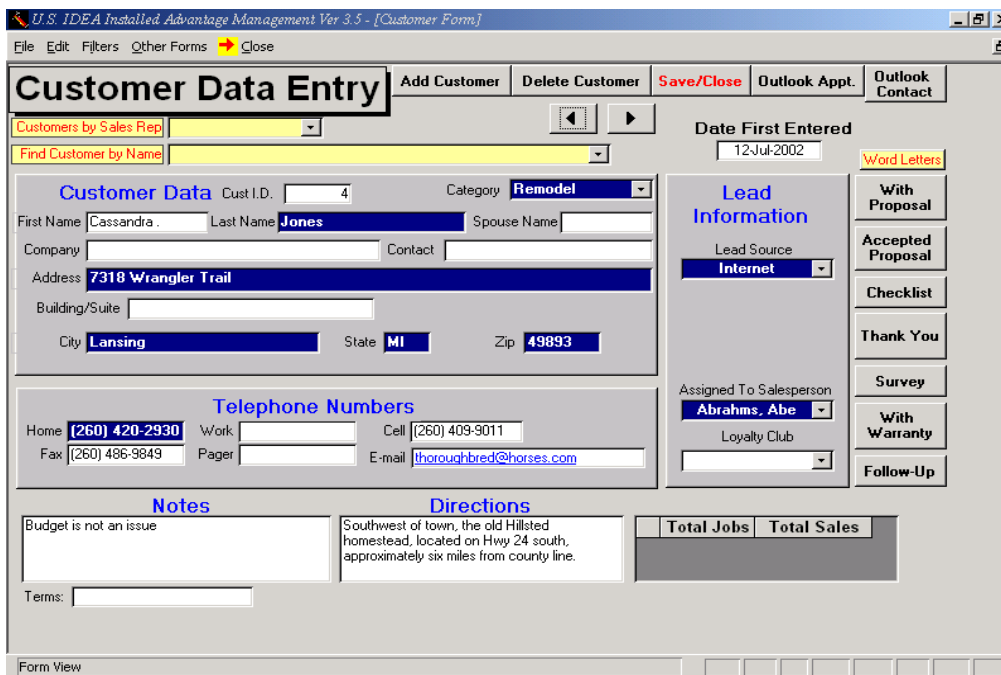 U.S. IDEA Installed Advantage Management Ver 3.5 - [Customer Form]
File Edit Filters Other Forms Close
Customer Data Entry
Add Customer Delete Customer Save/Close Outlook Appt. Outlook Contact
Customers by Sales Rep
Find Customer by Name
Date First Entered
12-Jul-2002
Word Letters
Customer Data Cust I.D. 4 Category Remodel
First Name Cassandra . Last Name Jones Spouse Name
Company Contact
Address 7318 Wrangler Trail
Building/Suite
City Lansing State MI Zip 49893
Lead
Information
Lead Source
Internet
Assigned To Salesperson
Abrahms, Abe
Loyalty Club
With
Proposal
Accepted
Proposal
Checklist
Thank You
Survey
With
Warranty
Follow-Up
Telephone Numbers
Home (260) 420-2930 Work Cell (260) 409-9011
Fax (260) 486-9849 Pager E-mail thoroughbred@horses.com
Notes
Budget is not an issue
Directions
Southwest of town, the old Hillsted
homestead, located on Hwy 24 south,
approximately six miles from county line.
Total Jobs Total Sales
Terms:
Form View